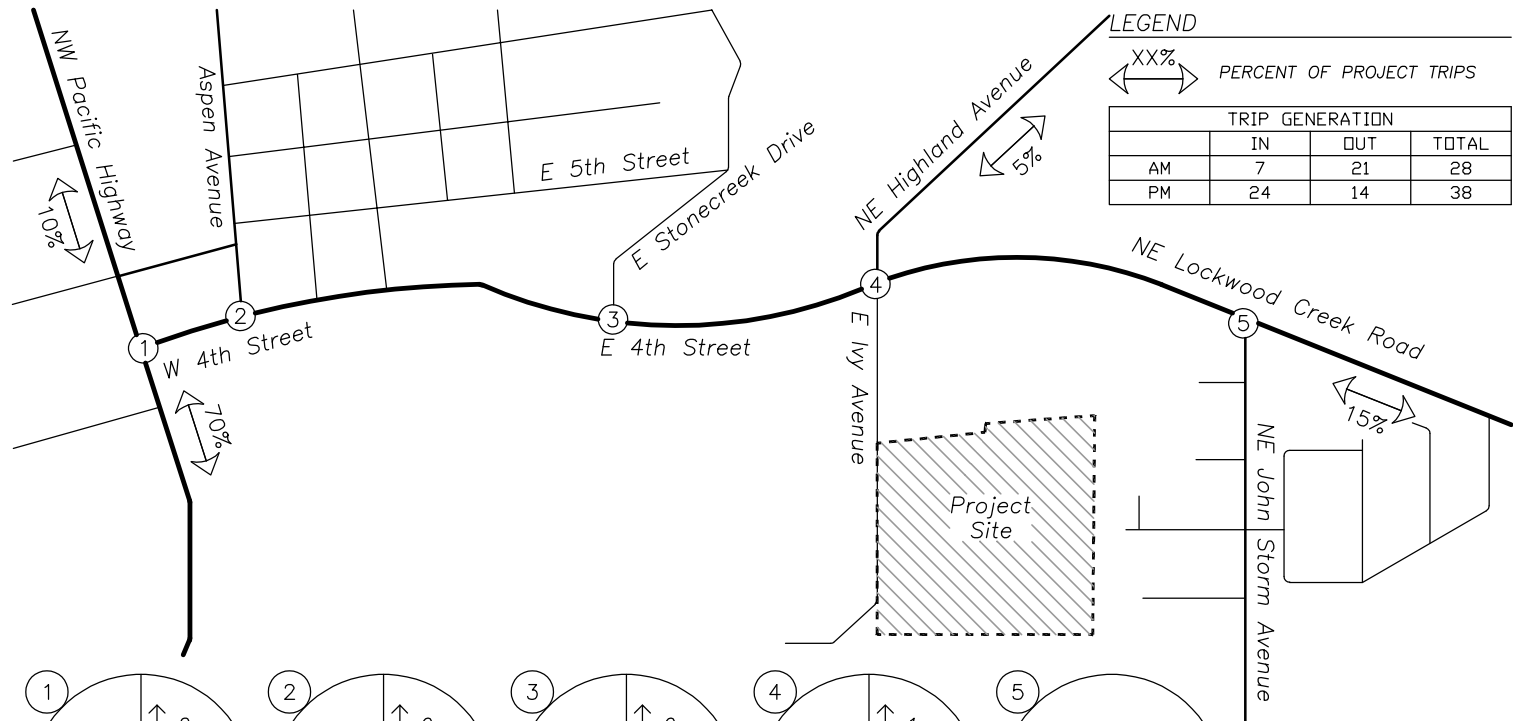 NW Pacific Highway
Aspen Avenue
E 5th Street
E Stonecreek Drive
NE Highland Avenue
5%
LEGEND
XX%
PERCENT OF PROJECT TRIPS
TRIP GENERATION
IN OUT TOTAL
AM 7 21 28
PM 24 14 38
10%
70%
1
2
3
4
5
W 4th Street
E 4th Street
E Ivy Avenue
NE Lockwood Creek Road
15%
NE John Storm Avenue
Project
Site
1
2
3
4
5